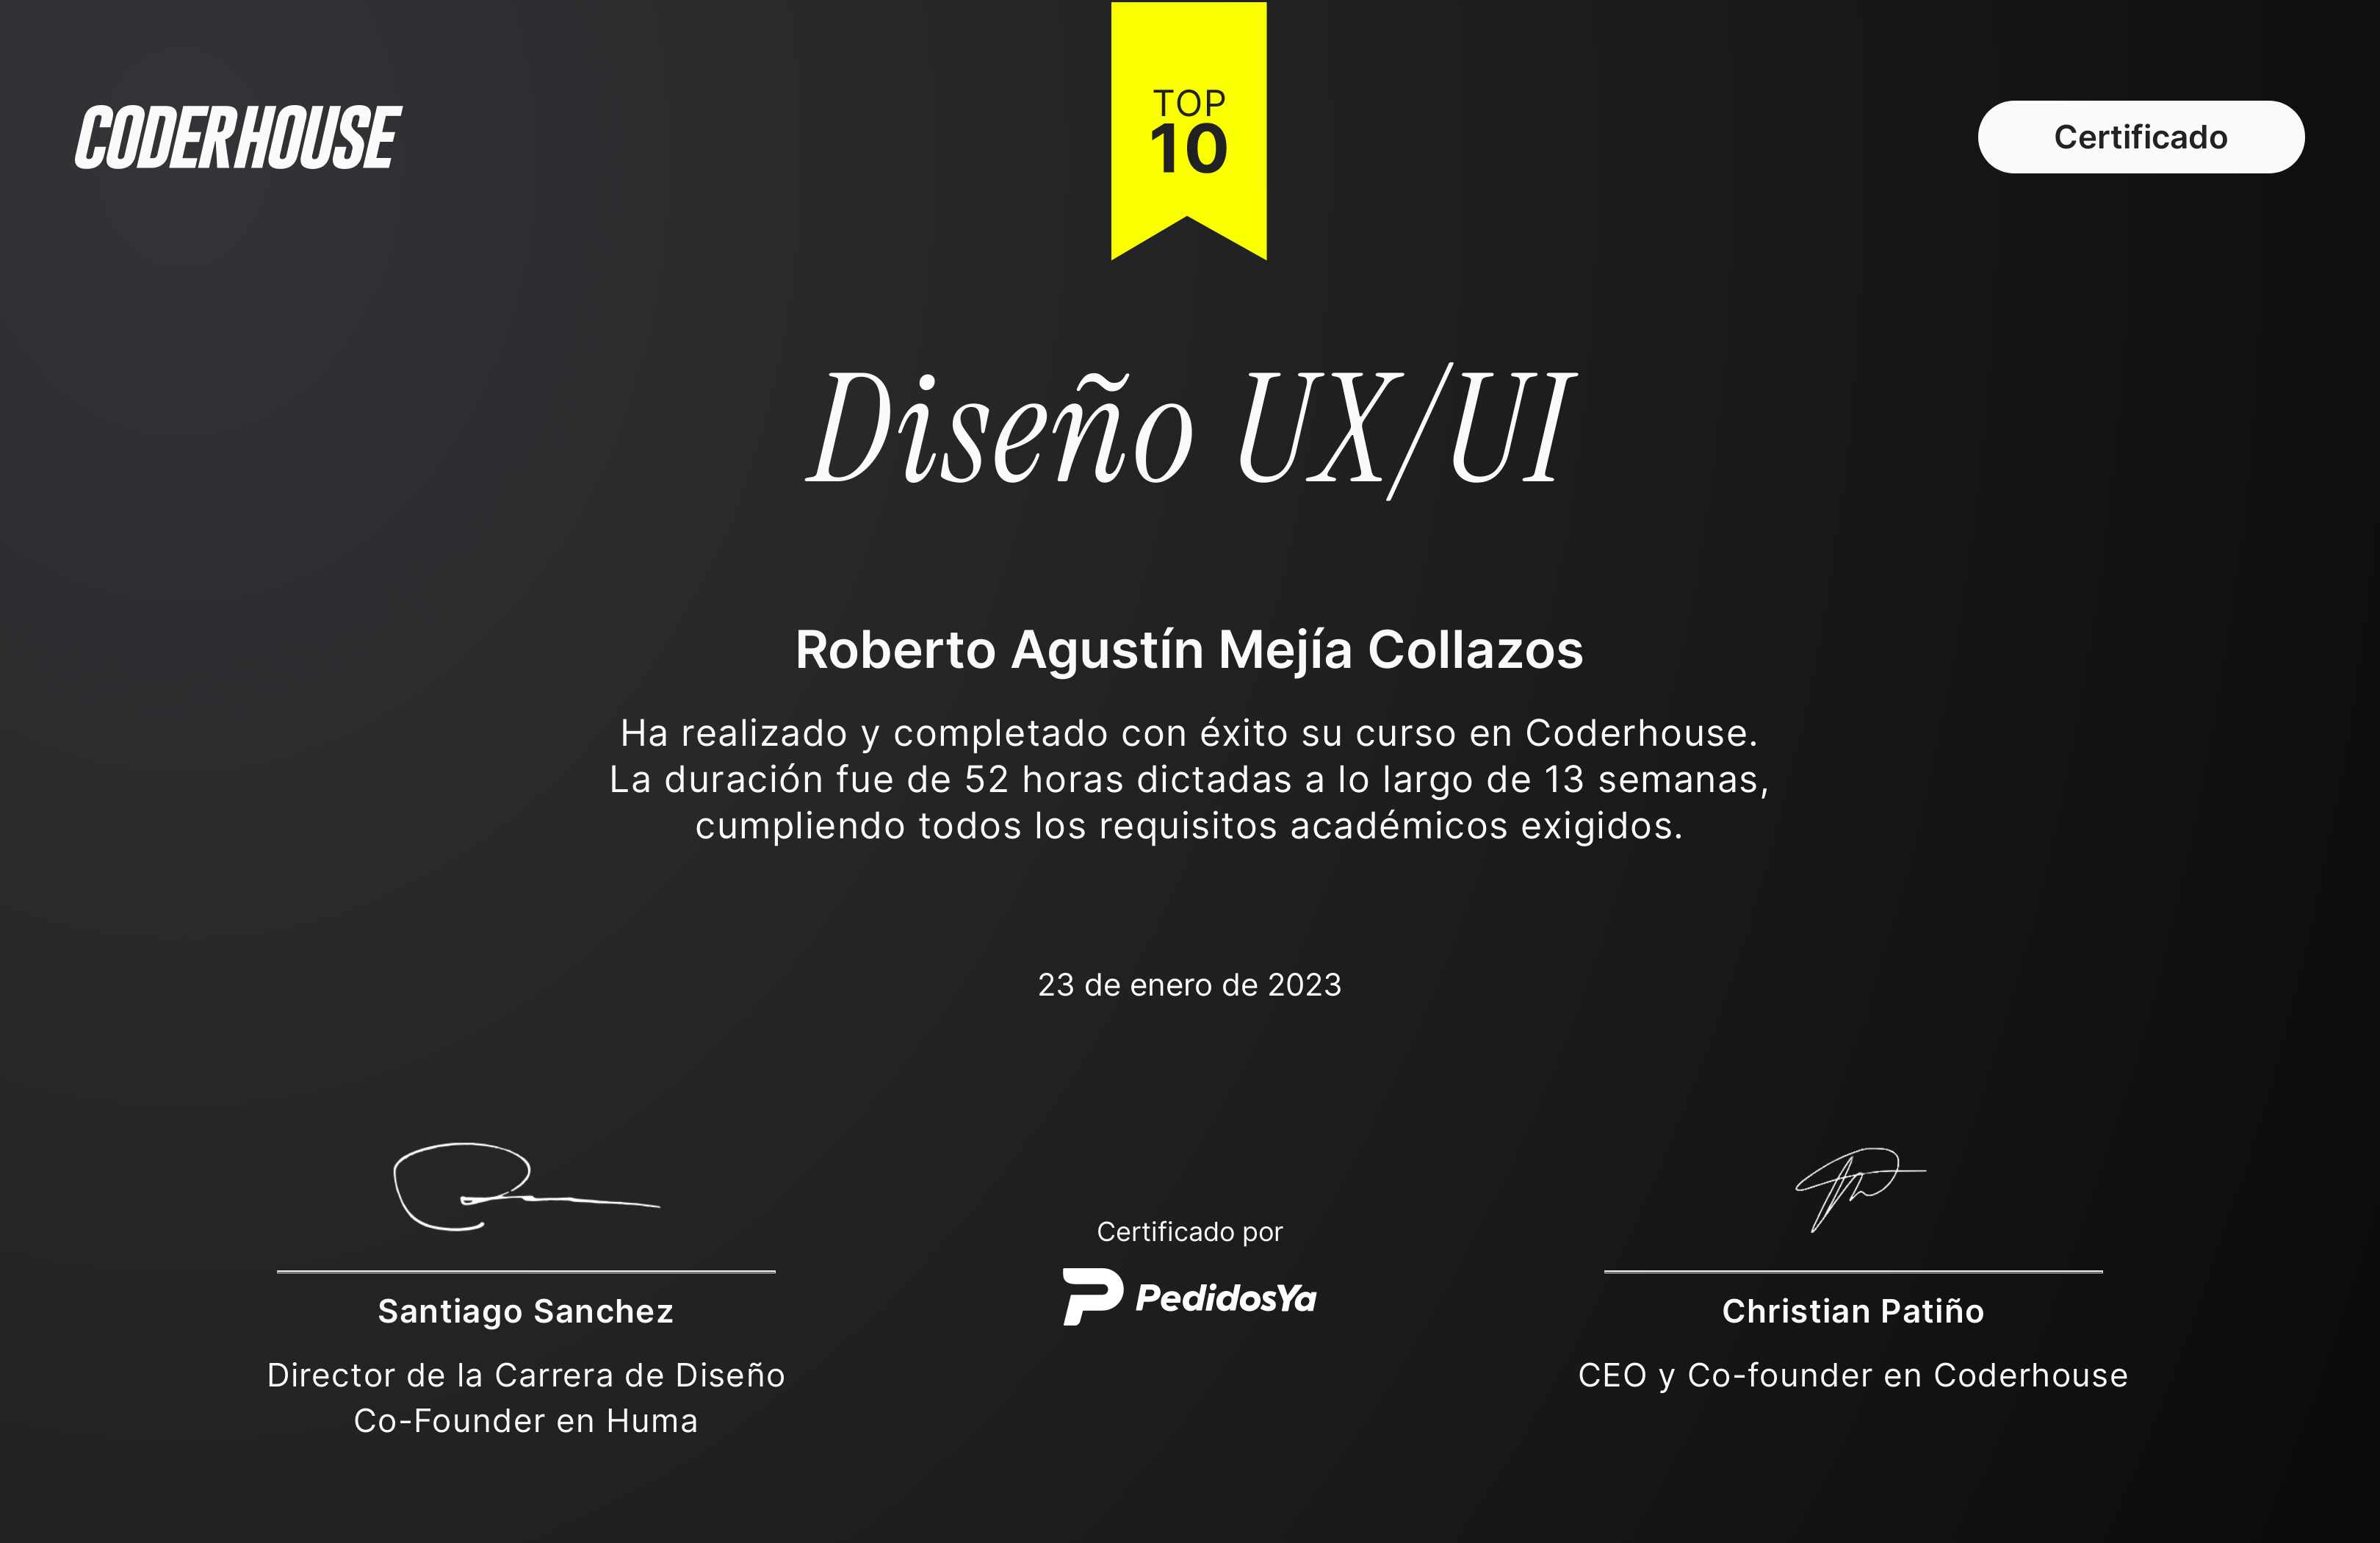 CODERHOUSE
TOP
10
Certificado
Diseño UX/UI
Roberto Agustín Mejía Collazos
Ha realizado y completado con éxito su curso en Coderhouse.
La duración fue de 52 horas dictadas a lo largo de 13 semanas,
cumpliendo todos los requisitos académicos exigidos.
23 de enero de 2023
Santiago Sanchez
Director de la Carrera de Diseño
Co-Founder en Huma
Certificado por
PedidosYa
Christian Patiño
CEO y Co-founder en Coderhouse